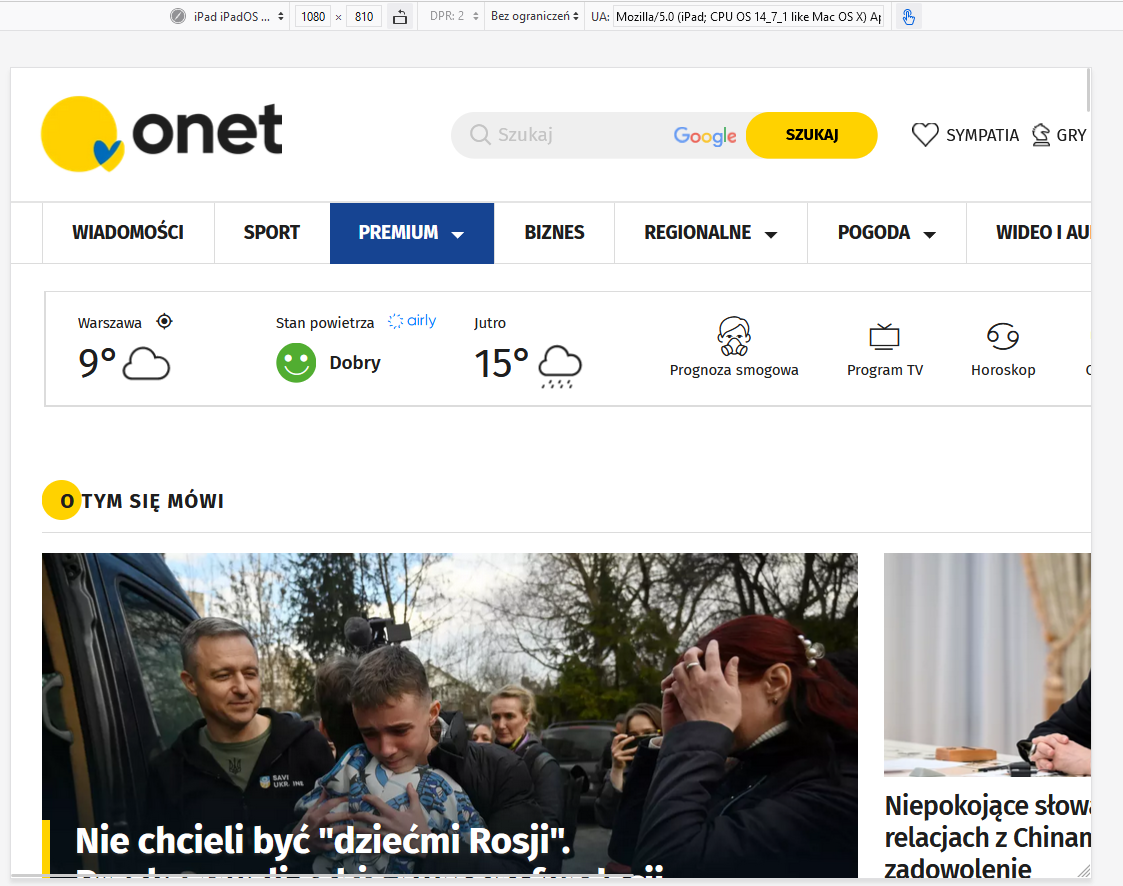 iPad iPadOS ... 1080 × 810 DPR: 2 Bez ograniczeń UA: Mozilla/5.0 (iPad; CPU OS 14_7_1 like Mac OS X) Ap
onet
Szukaj Google SZUKAJ SYMPATIA GRY
WIADOMOŚCI SPORT PREMIUM BIZNES REGIONALNE POGODA WIDEO I AU
Warszawa Stan powietrza airly Jutro
9° Dobry 15°
Prognoza smogowa Program TV Horoskop
O TYM SIĘ MÓWI
SAVE
UKR. INE
Nie chcieli być "dziećmi Rosji".
Niepokojące słowa
relacjach z Chinam
zadowolenie